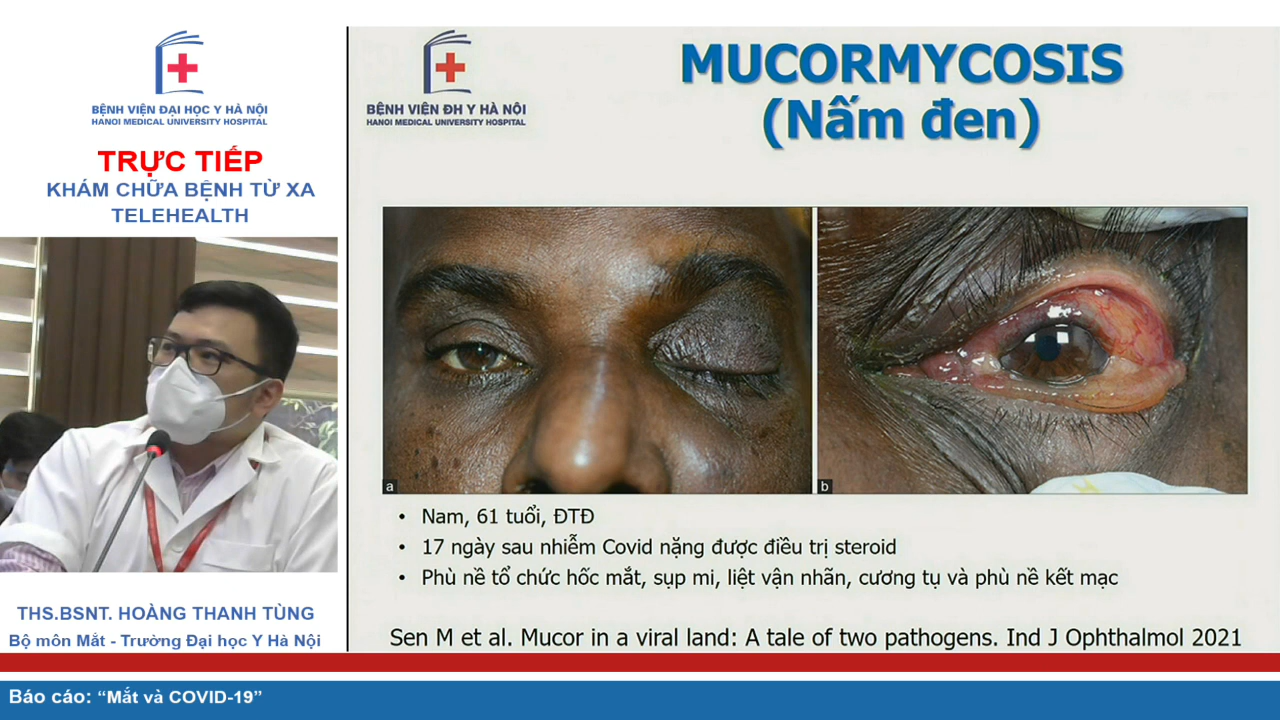 BỆNH VIỆN ĐẠI HỌC Y HÀ NỘI
HANOI MEDICAL UNIVERSITY HOSPITAL
TRỰC TIẾP
KHÁM CHỮA BỆNH TỪ XA
TELEHEALTH
THS.BSNT. HOÀNG THANH TÙNG
Bộ môn Mắt - Trường Đại học Y Hà Nội
BỆNH VIỆN ĐH Y HÀ NỘI
HANOI MEDICAL UNIVERSITY HOSPITAL
MUCORMYCOSIS
(Nấm đen)
a
b
• Nam, 61 tuổi, ĐTĐ
• 17 ngày sau nhiễm Covid nặng được điều trị steroid
• Phù nề tổ chức hốc mắt, sụp mi, liệt vận nhãn, cương tụ và phù nề kết mạc
Sen M et al. Mucor in a viral land: A tale of two pathogens. Ind J Ophthalmol 2021
Báo cáo: “Mắt và COVID-19”